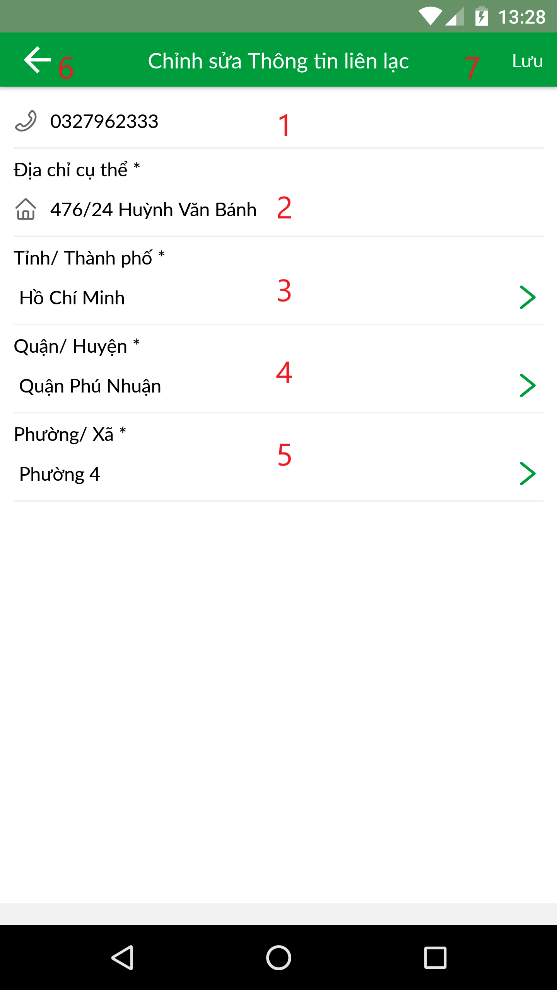 13:28
6 Chỉnh sửa Thông tin liên lạc 7 Lưu
0327962333 1
Địa chỉ cụ thể *
476/24 Huỳnh Văn Bánh 2
Tỉnh/ Thành phố *
Hồ Chí Minh 3
Quận/ Huyện *
Quận Phú Nhuận 4
Phường/ Xã *
Phường 4 5